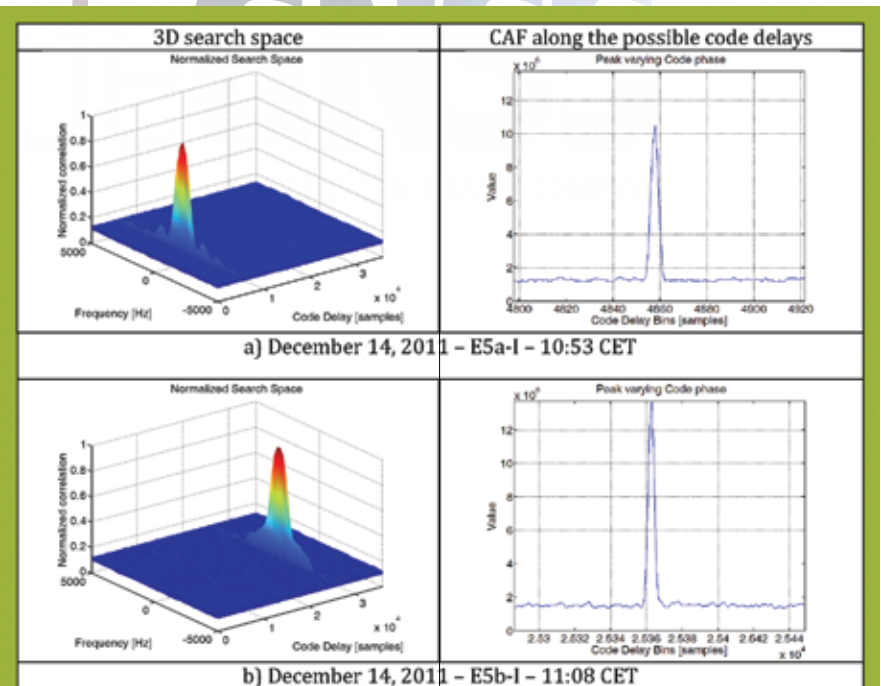 3D search space
CAF along the possible code delays
Normalized Search Space
Normalized correlation
1
0.8
0.6
0.4
0.2
0
5000
0
-5000
Frequency [Hz]
0
1
2
3
x 10^4
Code Delay [samples]
Peak varying Code phase
x 10^6
Value
12
10
8
6
4
2
0
4800 4820 4840 4860 4880 4900 4920
Code Delay Bins [samples]
a) December 14, 2011 – E5a-I – 10:53 CET
Normalized Search Space
Normalized correlation
1
0.8
0.6
0.4
0.2
0
5000
0
-5000
Frequency [Hz]
0
1
2
3
x 10^4
Code Delay [samples]
Peak varying Code phase
Value
12
10
8
6
4
2
0
2.53 2.532 2.534 2.536 2.538 2.54 2.542 2.544
x 10^4
Code Delay Bins [samples]
b) December 14, 2011 – E5b-I – 11:08 CET